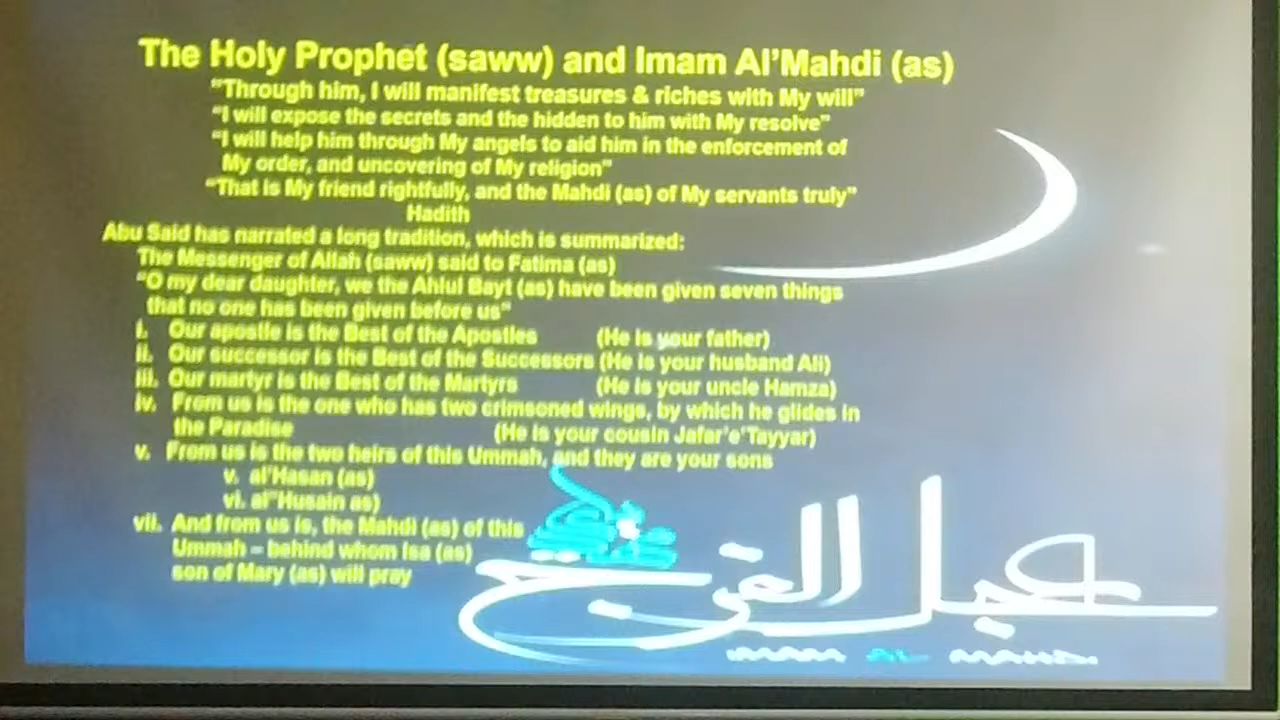 The Holy Prophet (saww) and Imam Al'Mahdi (as)
"Through him, I will manifest treasures & riches with My will"
"I will expose the secrets and the hidden to him with My resolve"
"I will help him through My angels to aid him in the enforcement of
My order, and uncovering of My religion"
"That is My friend rightfully, and the Mahdi (as) of My servants truly"
Hadith
Abu Said has narrated a long tradition, which is summarized:
The Messenger of Allah (saww) said to Fatima (as)
"O my dear daughter, we the Ahlul Bayt (as) have been given seven things
that no one has been given before us"
i. Our apostle is the Best of the Apostles (He is your father)
ii. Our successor is the Best of the Successors (He is your husband Ali)
iii. Our martyr is the Best of the Martyrs (He is your uncle Hamza)
iv. From us is the one who has two crimsoned wings, by which he glides in
the Paradise (He is your cousin Jafar'e'Tayyar)
v. From us is the two heirs of this Ummah, and they are your sons
v. al'Hasan (as)
vi. al"Husain as)
vii. And from us is, the Mahdi (as) of this
Ummah – behind whom Isa (as)
son of Mary (as) will pray
عجل الفرج
IMAM AL MAHDI